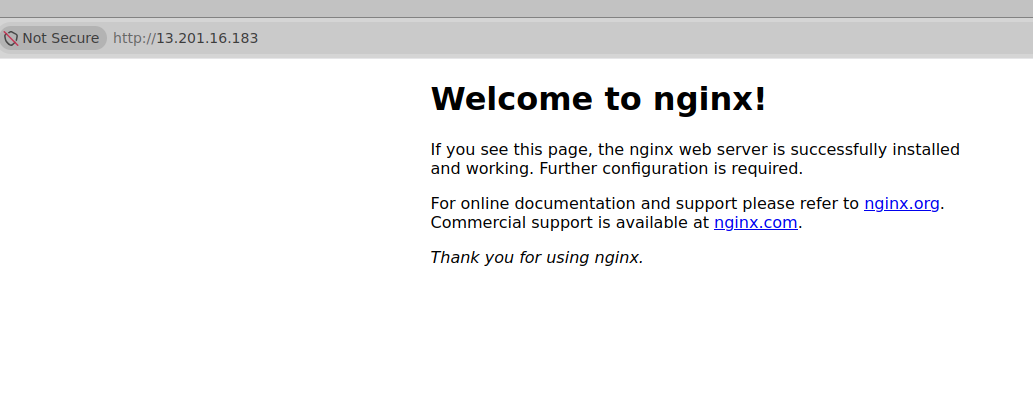 Not Secure http://13.201.16.183
Welcome to nginx!
If you see this page, the nginx web server is successfully installed
and working. Further configuration is required.
For online documentation and support please refer to nginx.org.
Commercial support is available at nginx.com.
Thank you for using nginx.